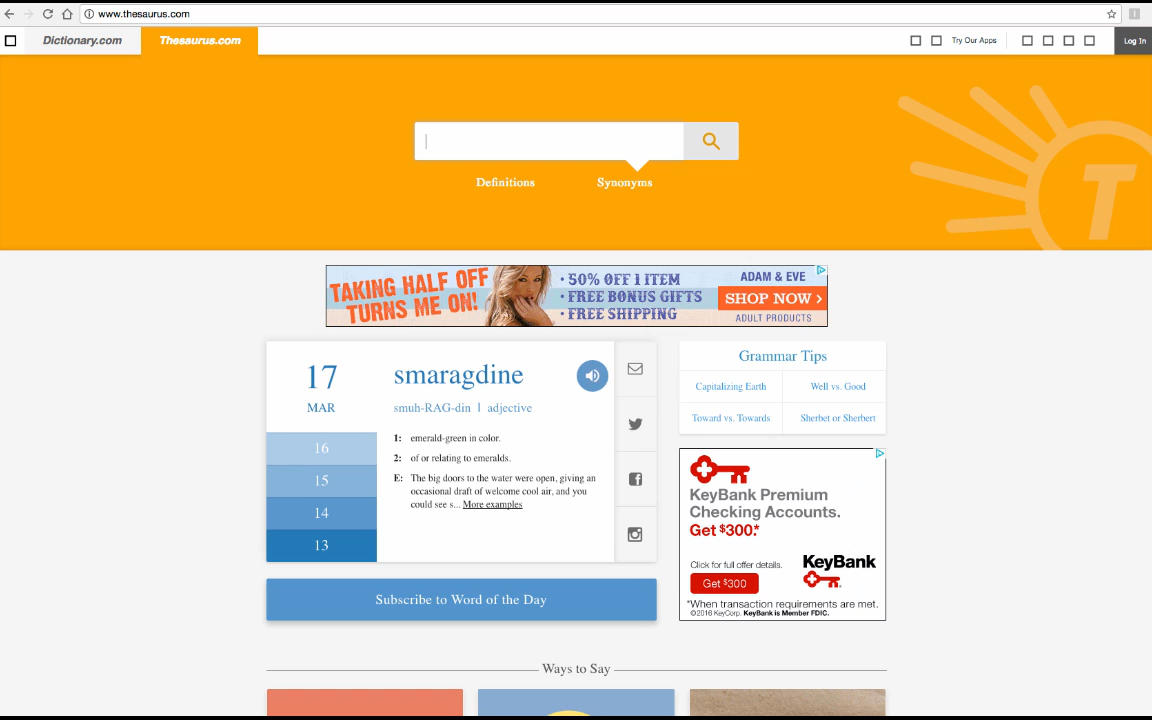 www.thesaurus.com
Dictionary.com
Thesaurus.com
Try Our Apps
Log In
Definitions
Synonyms
T
TAKING HALF OFF
TURNS ME ON!
• 50% OFF 1 ITEM
• FREE BONUS GIFTS
• FREE SHIPPING
ADAM & EVE
SHOP NOW >
ADULT PRODUCTS
17
MAR
16
15
14
13
smaragdine
smuh-RAG-din | adjective
1: emerald-green in color.
2: of or relating to emeralds.
E: The big doors to the water were open, giving an
occasional draft of welcome cool air, and you
could see s... More examples
Subscribe to Word of the Day
Grammar Tips
Capitalizing Earth
Well vs. Good
Toward vs. Towards
Sherbet or Sherbert
KeyBank Premium
Checking Accounts.
Get $300.*
Click for full offer details.
Get $300
KeyBank
*When transaction requirements are met.
©2016 KeyCorp. KeyBank is Member FDIC.
Ways to Say